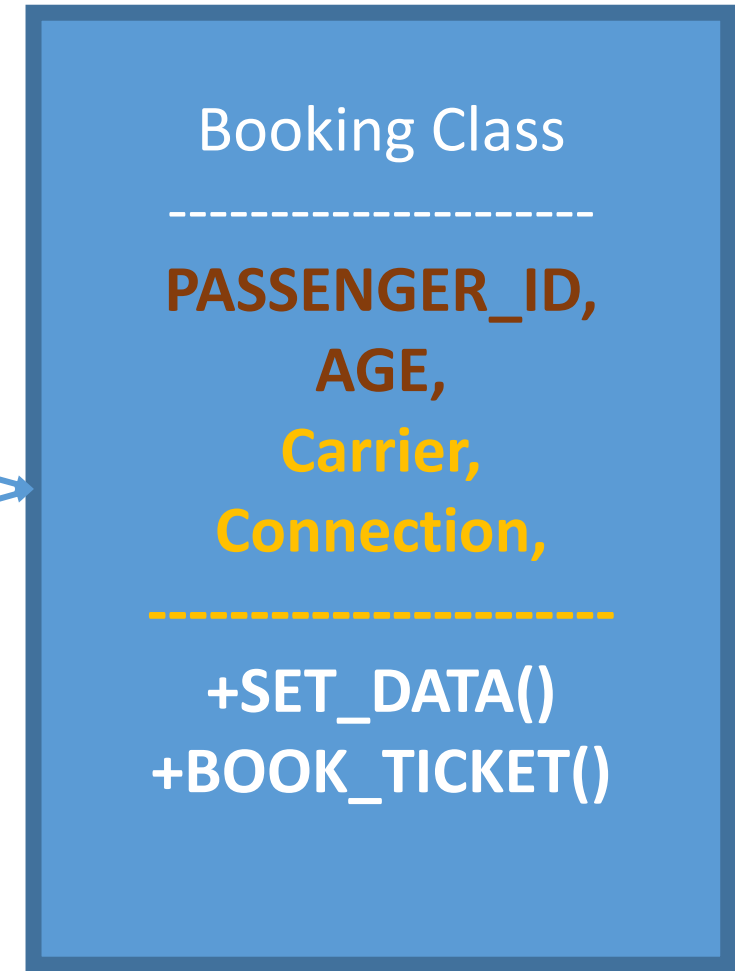 Booking Class
---------------------
PASSENGER_ID,
AGE,
Carrier,
Connection,
-----------------------
+SET_DATA()
+BOOK_TICKET()